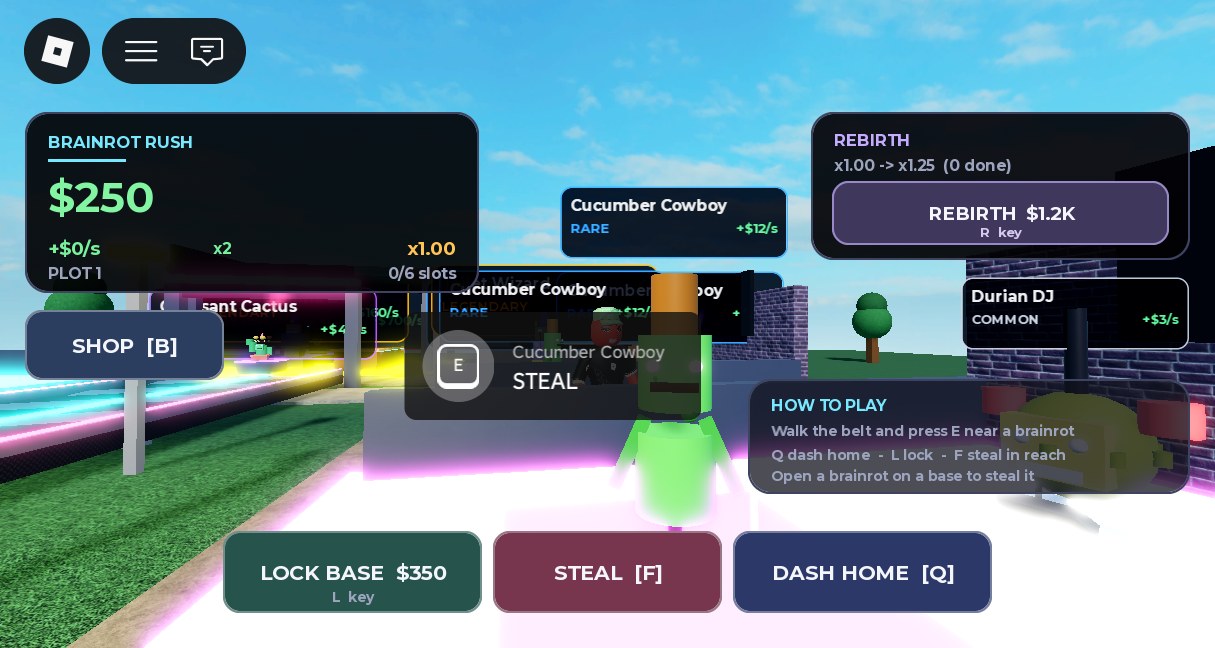 BRAINROT RUSH
$250
+$0/s x2 x1.00
PLOT 1 0/6 slots
REBIRTH
x1.00 -> x1.25 (0 done)
REBIRTH $1.2K
R key
Cucumber Cowboy
RARE +$12/s
Cucumber Cowboy
RARE
sant Cactus
Durian DJ
COMMON +$3/s
SHOP [B]
E
Cucumber Cowboy
STEAL
HOW TO PLAY
Walk the belt and press E near a brainrot
Q dash home - L lock - F steal in reach
Open a brainrot on a base to steal it
LOCK BASE $350
L key
STEAL [F]
DASH HOME [Q]